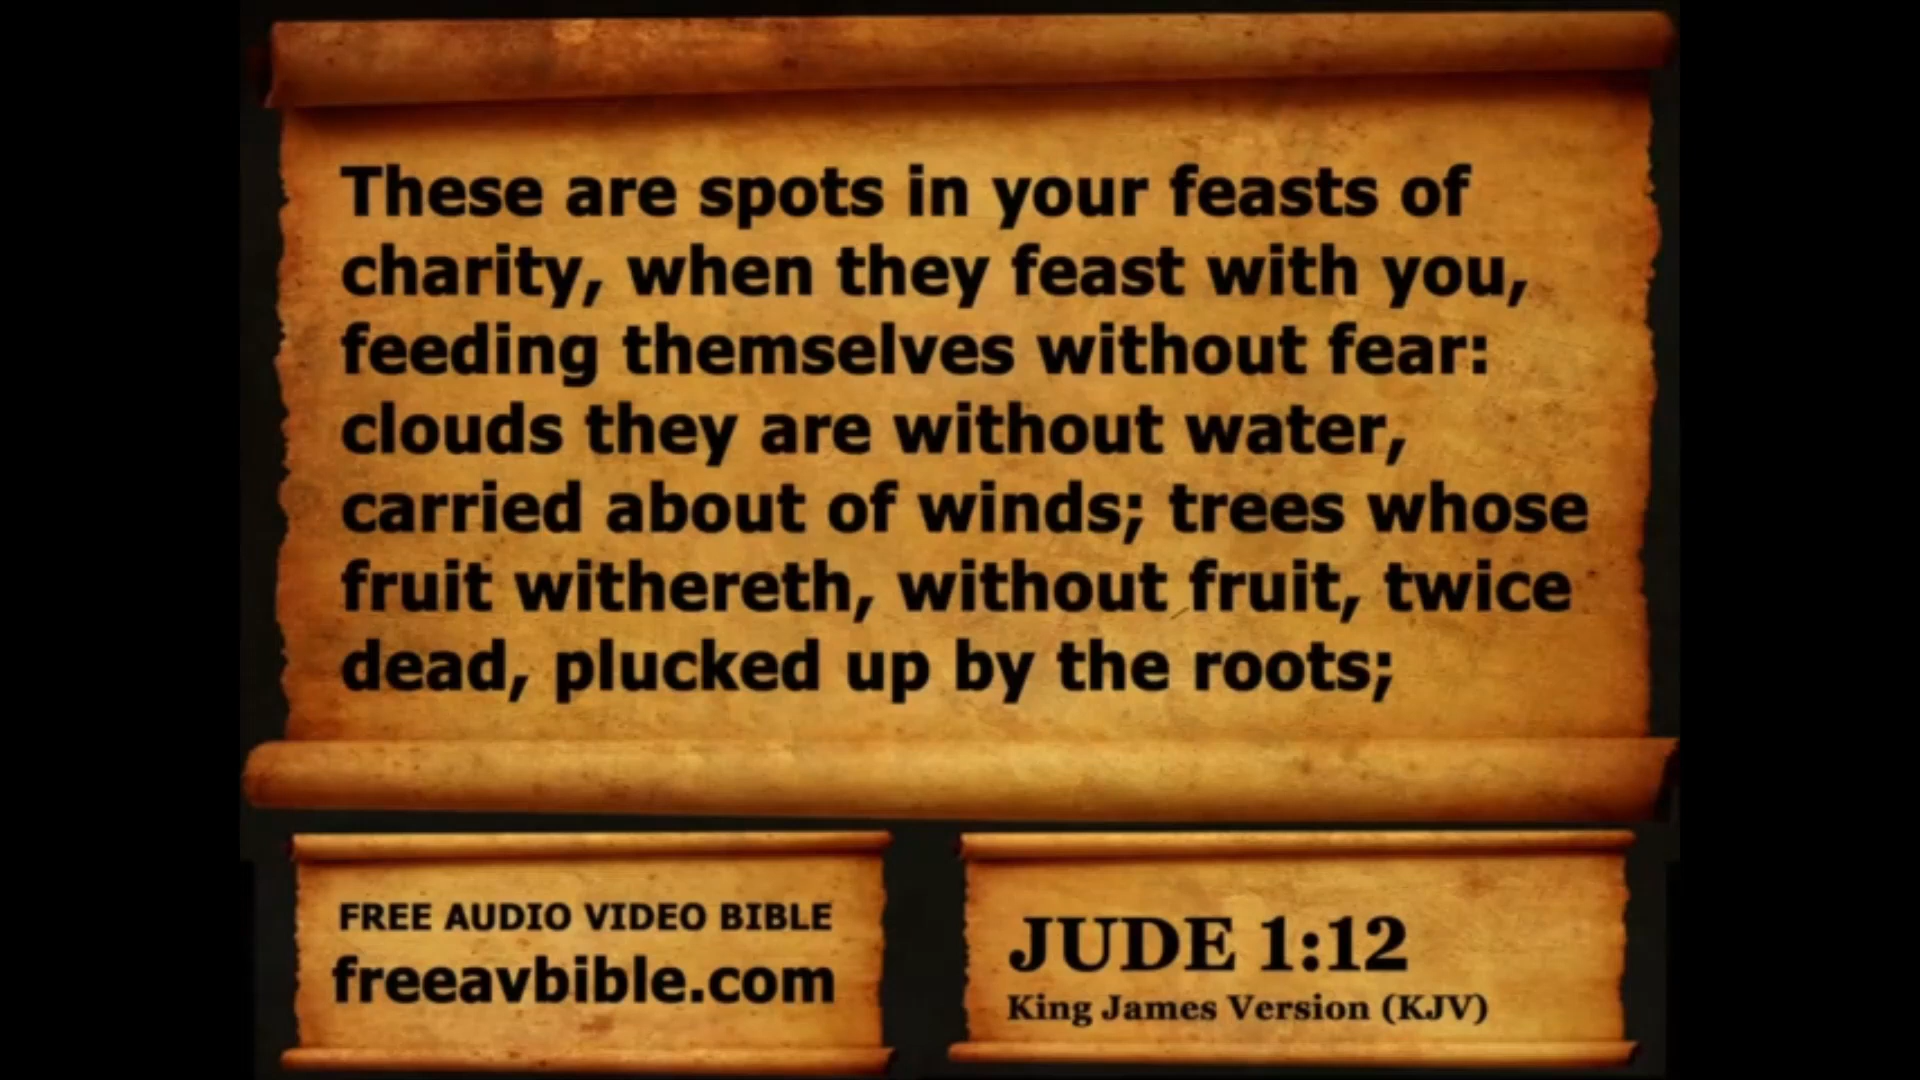 These are spots in your feasts of
charity, when they feast with you,
feeding themselves without fear:
clouds they are without water,
carried about of winds; trees whose
fruit withereth, without fruit, twice
dead, plucked up by the roots;
FREE AUDIO VIDEO BIBLE
freeavbible.com
JUDE 1:12
King James Version (KJV)